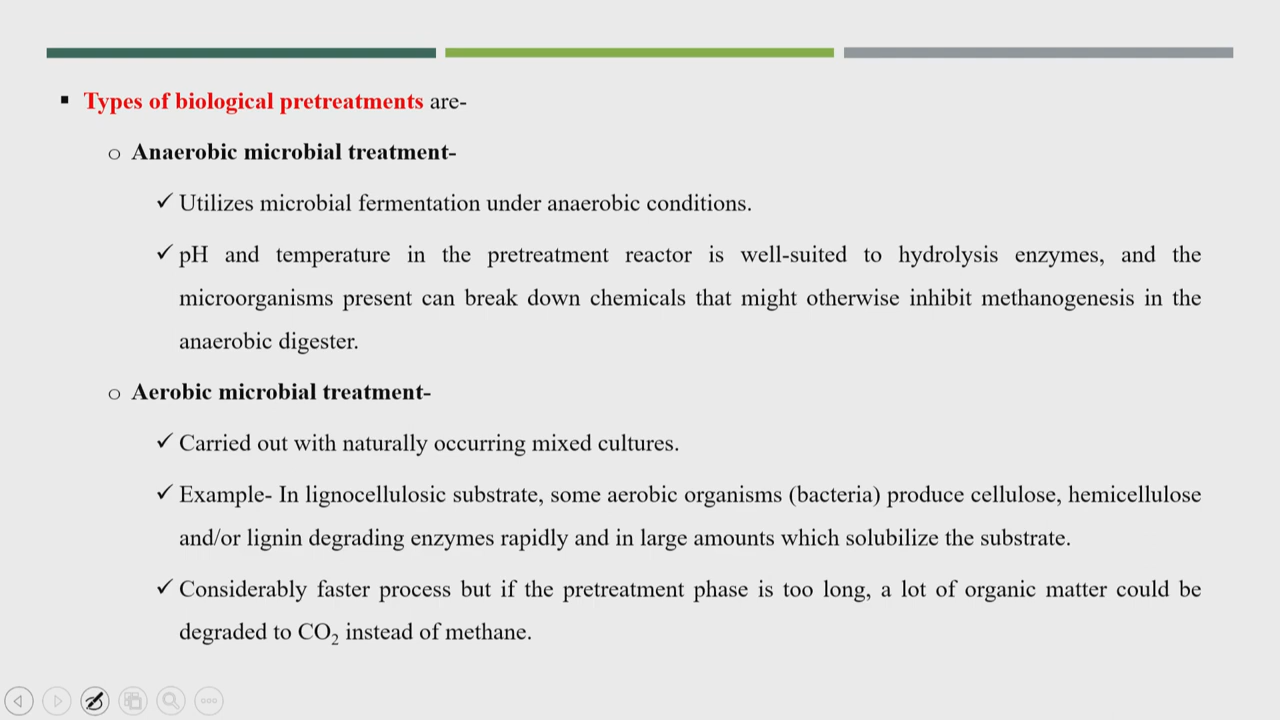 ▪ Types of biological pretreatments are-
o Anaerobic microbial treatment-
✓ Utilizes microbial fermentation under anaerobic conditions.
✓ pH and temperature in the pretreatment reactor is well-suited to hydrolysis enzymes, and the
microorganisms present can break down chemicals that might otherwise inhibit methanogenesis in the
anaerobic digester.
o Aerobic microbial treatment-
✓ Carried out with naturally occurring mixed cultures.
✓ Example- In lignocellulosic substrate, some aerobic organisms (bacteria) produce cellulose, hemicellulose
and/or lignin degrading enzymes rapidly and in large amounts which solubilize the substrate.
✓ Considerably faster process but if the pretreatment phase is too long, a lot of organic matter could be
degraded to CO₂ instead of methane.